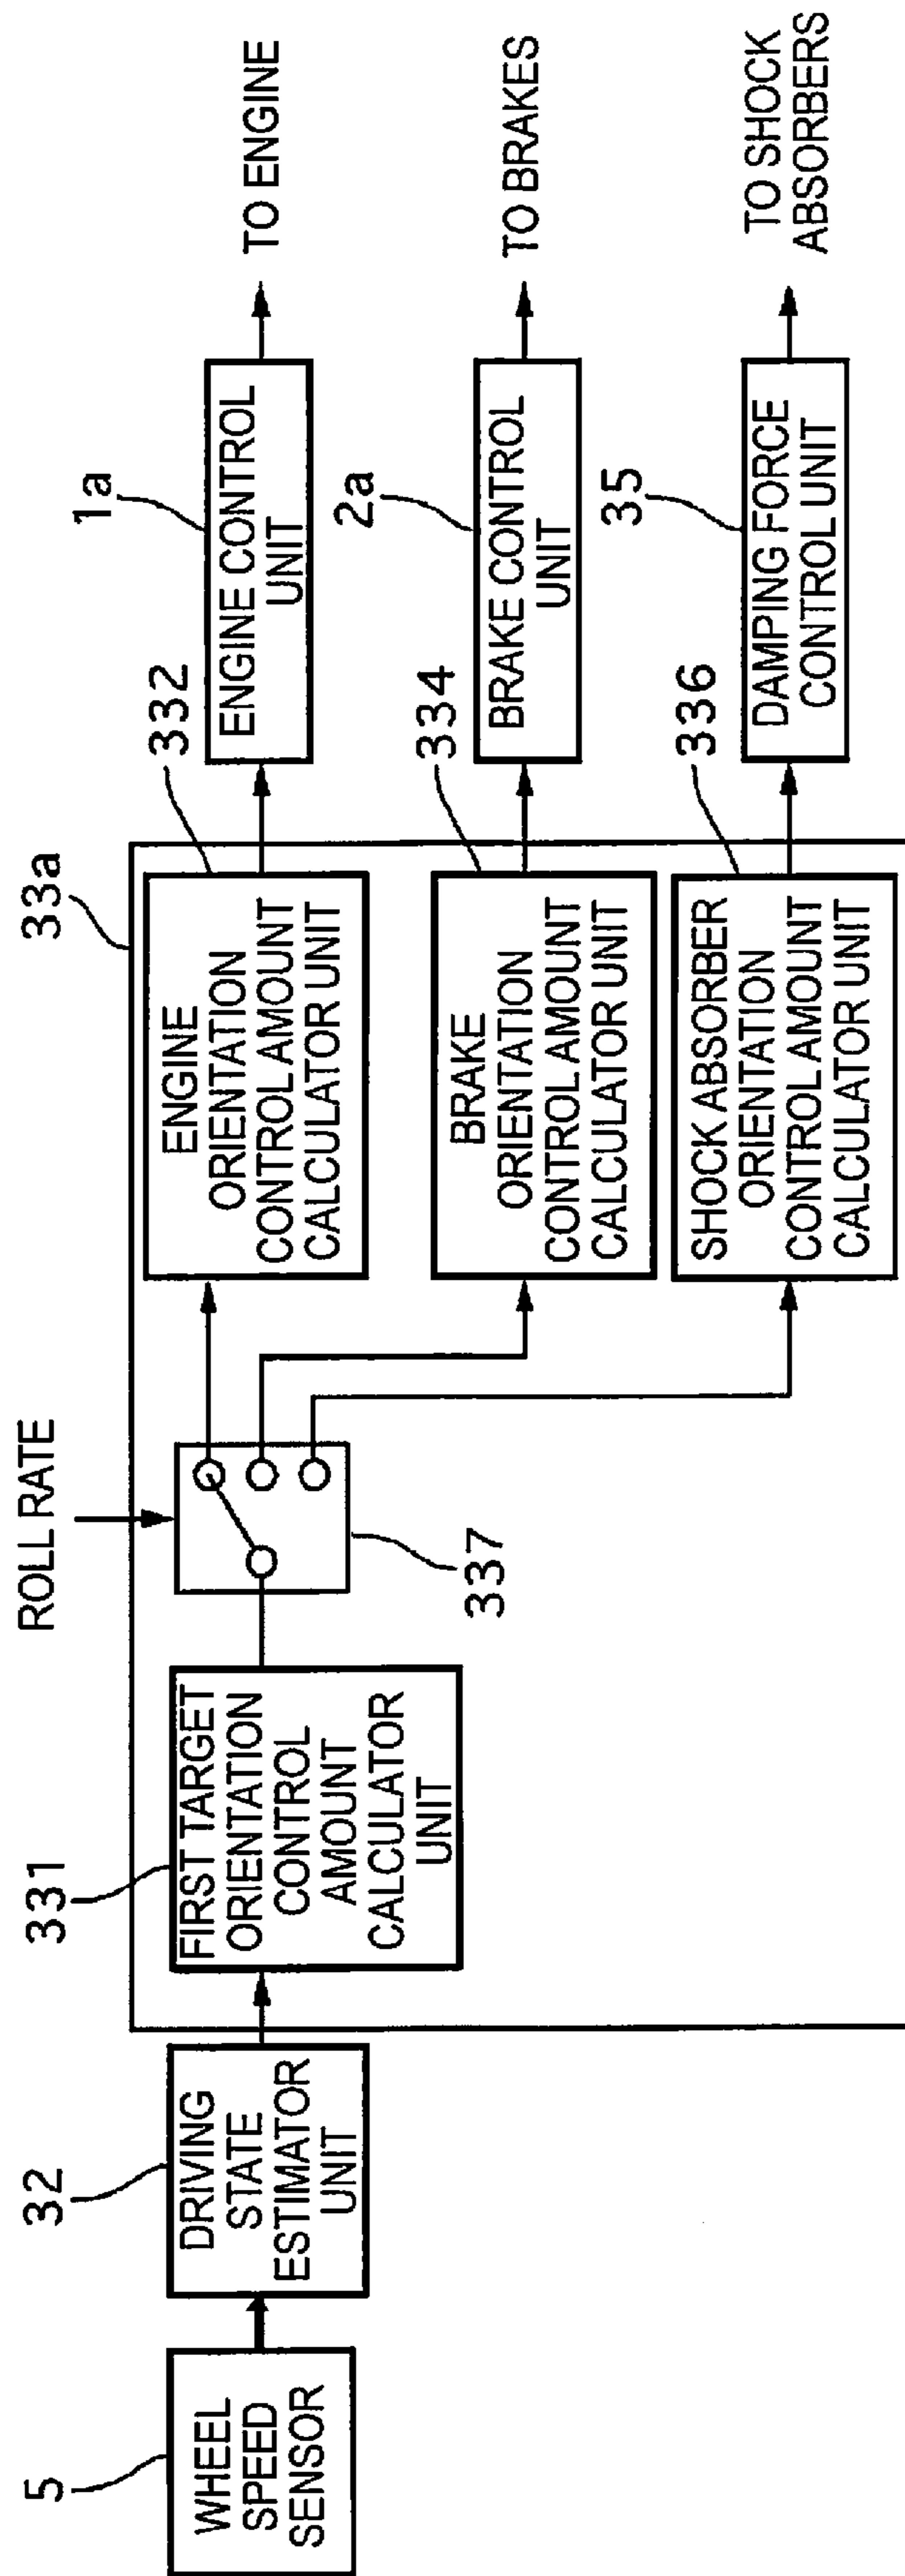 5
WHEEL
SPEED
SENSOR
32
DRIVING
STATE
ESTIMATOR
UNIT
33a
331
FIRST TARGET
ORIENTATION
CONTROL
AMOUNT
CALCULATOR
UNIT
ROLL RATE
337
332
ENGINE
ORIENTATION
CONTROL AMOUNT
CALCULATOR UNIT
334
BRAKE
ORIENTATION
CONTROL AMOUNT
CALCULATOR UNIT
336
SHOCK ABSORBER
ORIENTATION
CONTROL AMOUNT
CALCULATOR UNIT
1a
ENGINE CONTROL
UNIT
2a
BRAKE CONTROL
UNIT
35
DAMPING FORCE
CONTROL UNIT
TO ENGINE
TO BRAKES
TO SHOCK
ABSORBERS